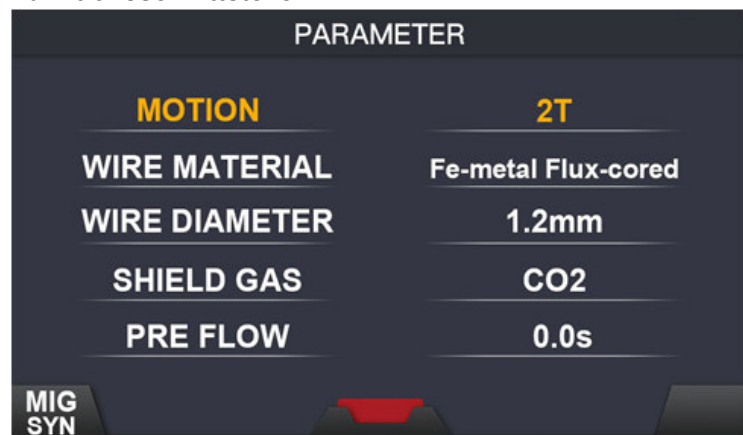 PARAMETER
MOTION 2T
WIRE MATERIAL Fe-metal Flux-cored
WIRE DIAMETER 1.2mm
SHIELD GAS CO2
PRE FLOW 0.0s
MIG
SYN